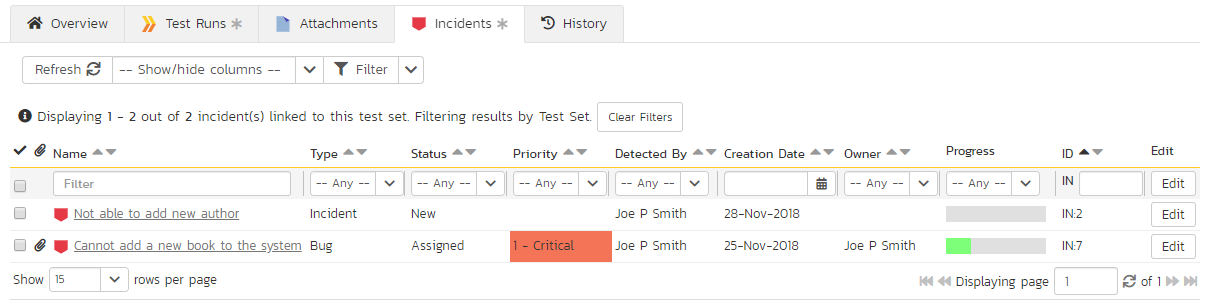 Overview Test Runs Attachments Incidents History
Refresh -- Show/hide columns -- Filter
Displaying 1 - 2 out of 2 incident(s) linked to this test set. Filtering results by Test Set. Clear Filters
Name Type Status Priority Detected By Creation Date Owner Progress ID Edit
Filter -- Any -- -- Any -- -- Any -- -- Any -- -- Any -- -- Any -- IN Edit
Not able to add new author Incident New Joe P Smith 28-Nov-2018 IN:2 Edit
Cannot add a new book to the system Bug Assigned 1 - Critical Joe P Smith 25-Nov-2018 Joe P Smith IN:7 Edit
Show 15 rows per page Displaying page 1 of 1